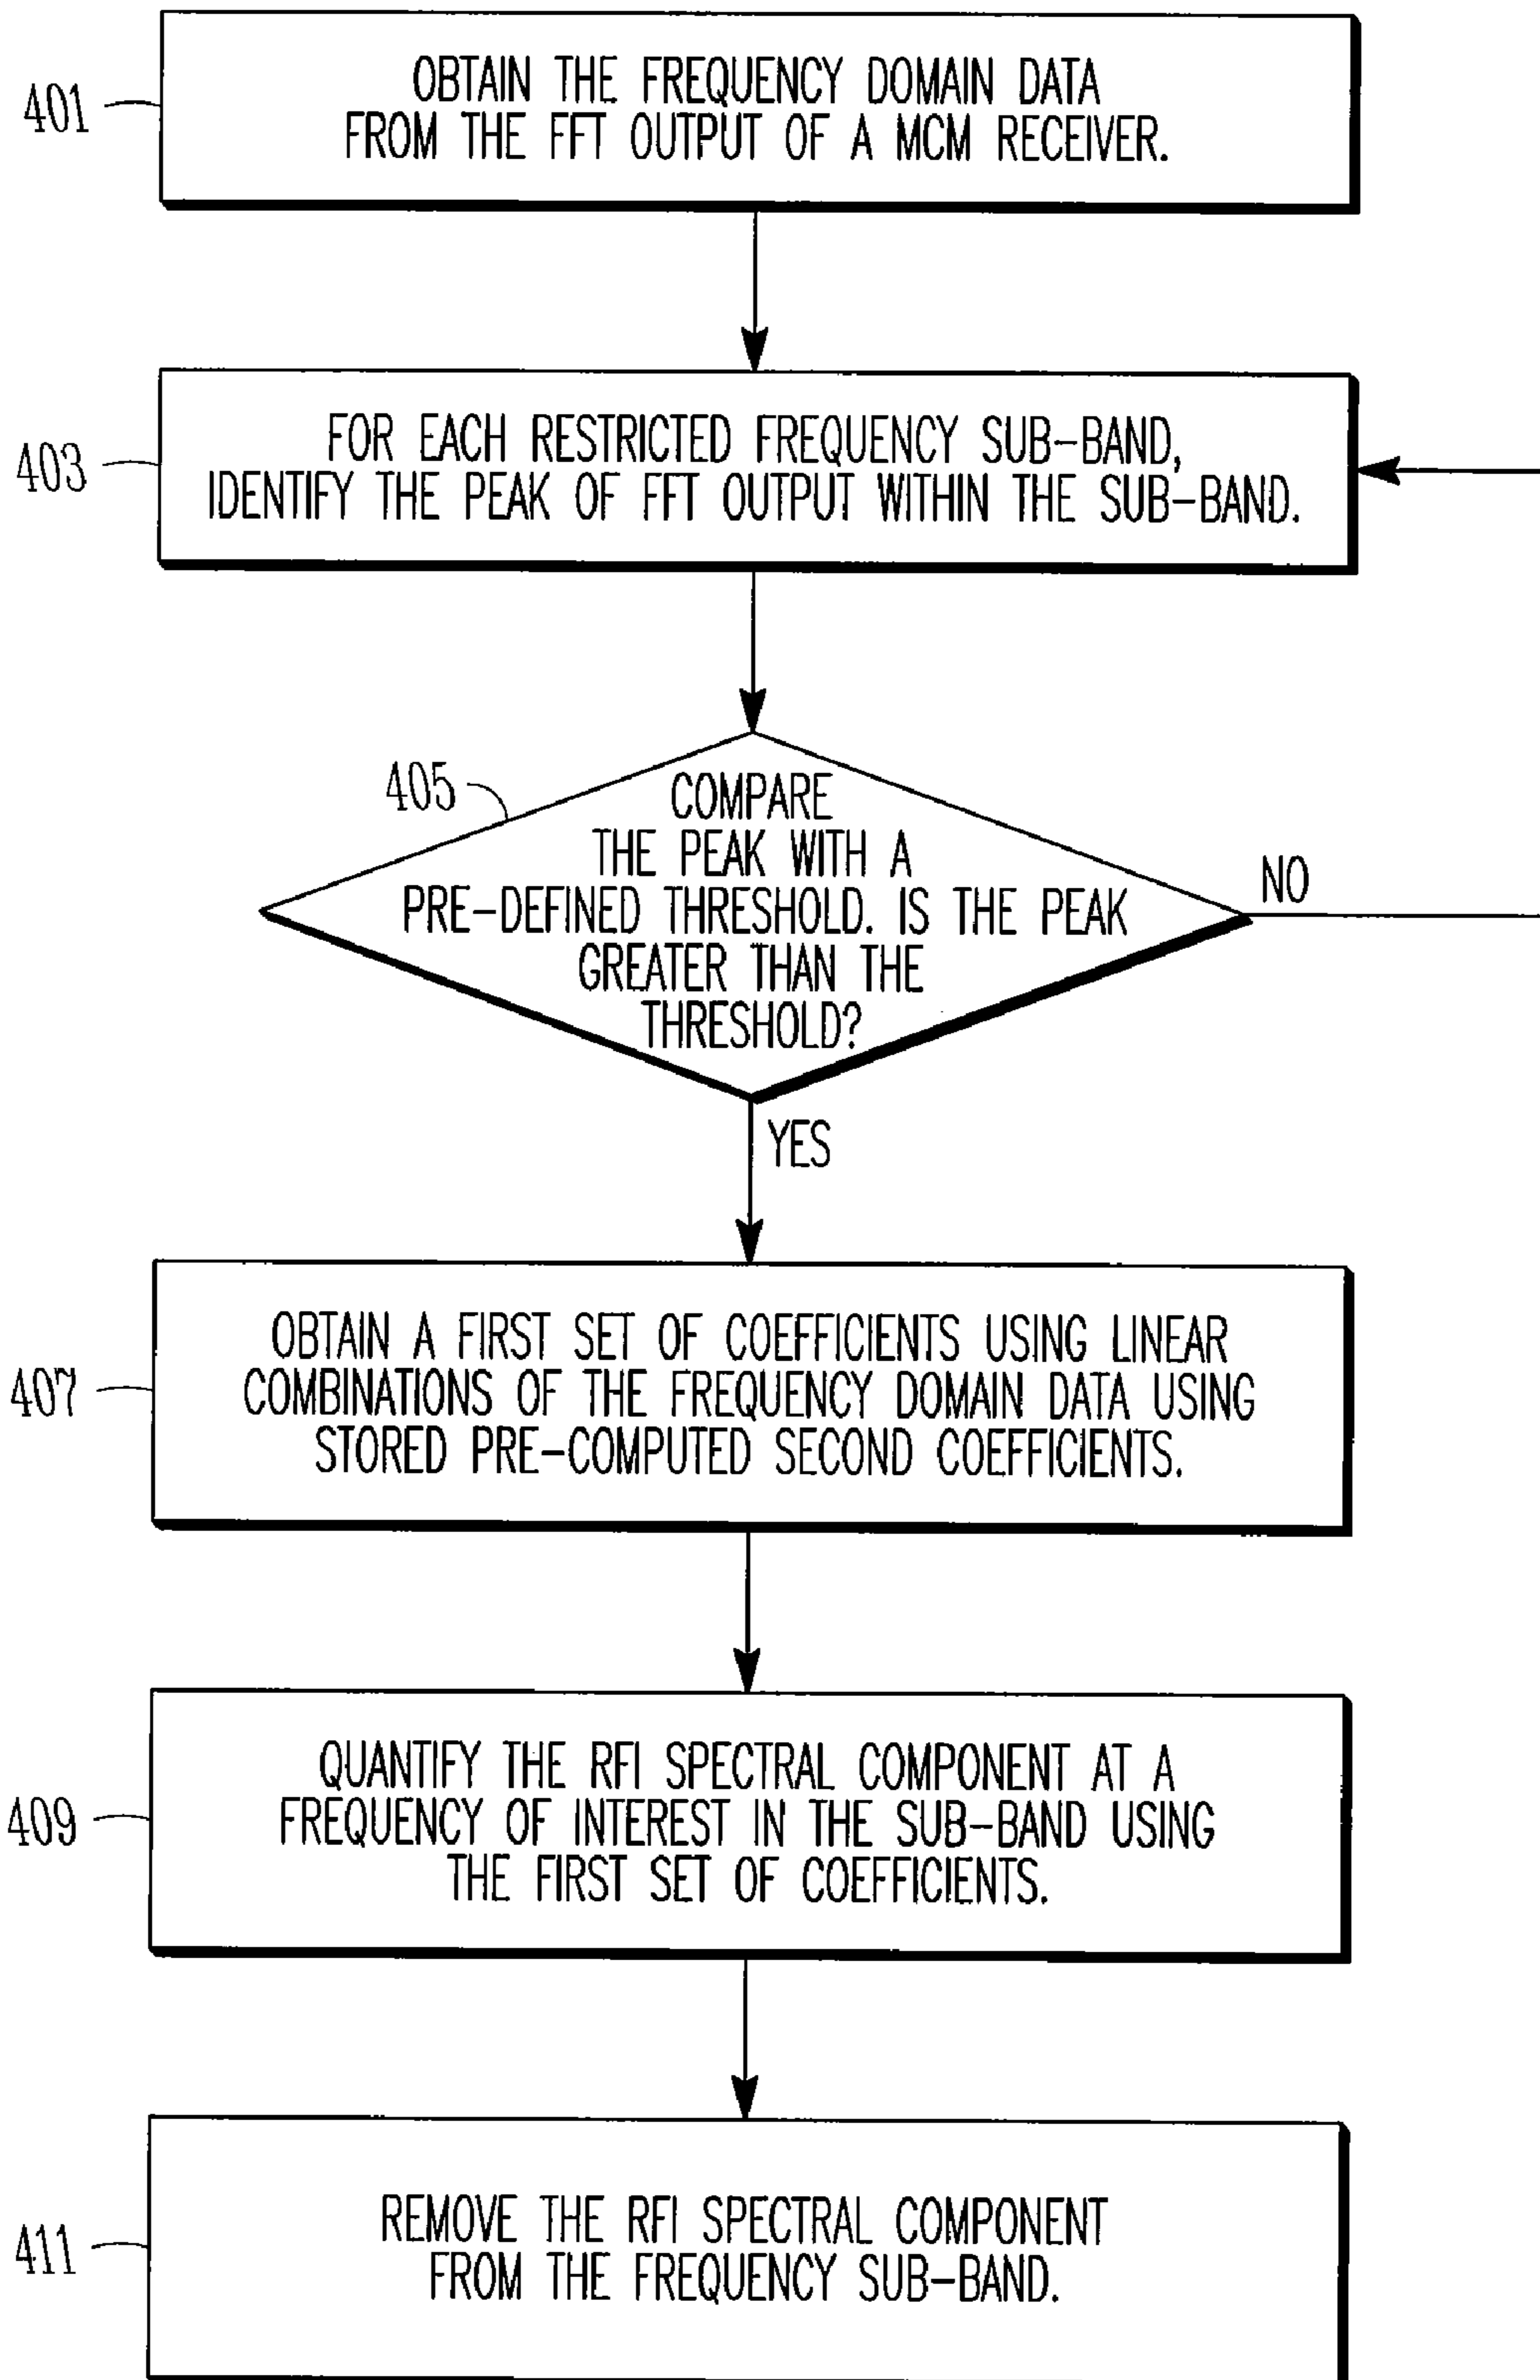 401
OBTAIN THE FREQUENCY DOMAIN DATA
FROM THE FFT OUTPUT OF A MCM RECEIVER.
403
FOR EACH RESTRICTED FREQUENCY SUB-BAND,
IDENTIFY THE PEAK OF FFT OUTPUT WITHIN THE SUB-BAND.
405
COMPARE
THE PEAK WITH A
PRE-DEFINED THRESHOLD. IS THE PEAK
GREATER THAN THE
THRESHOLD?
NO
YES
407
OBTAIN A FIRST SET OF COEFFICIENTS USING LINEAR
COMBINATIONS OF THE FREQUENCY DOMAIN DATA USING
STORED PRE-COMPUTED SECOND COEFFICIENTS.
409
QUANTIFY THE RFI SPECTRAL COMPONENT AT A
FREQUENCY OF INTEREST IN THE SUB-BAND USING
THE FIRST SET OF COEFFICIENTS.
411
REMOVE THE RFI SPECTRAL COMPONENT
FROM THE FREQUENCY SUB-BAND.